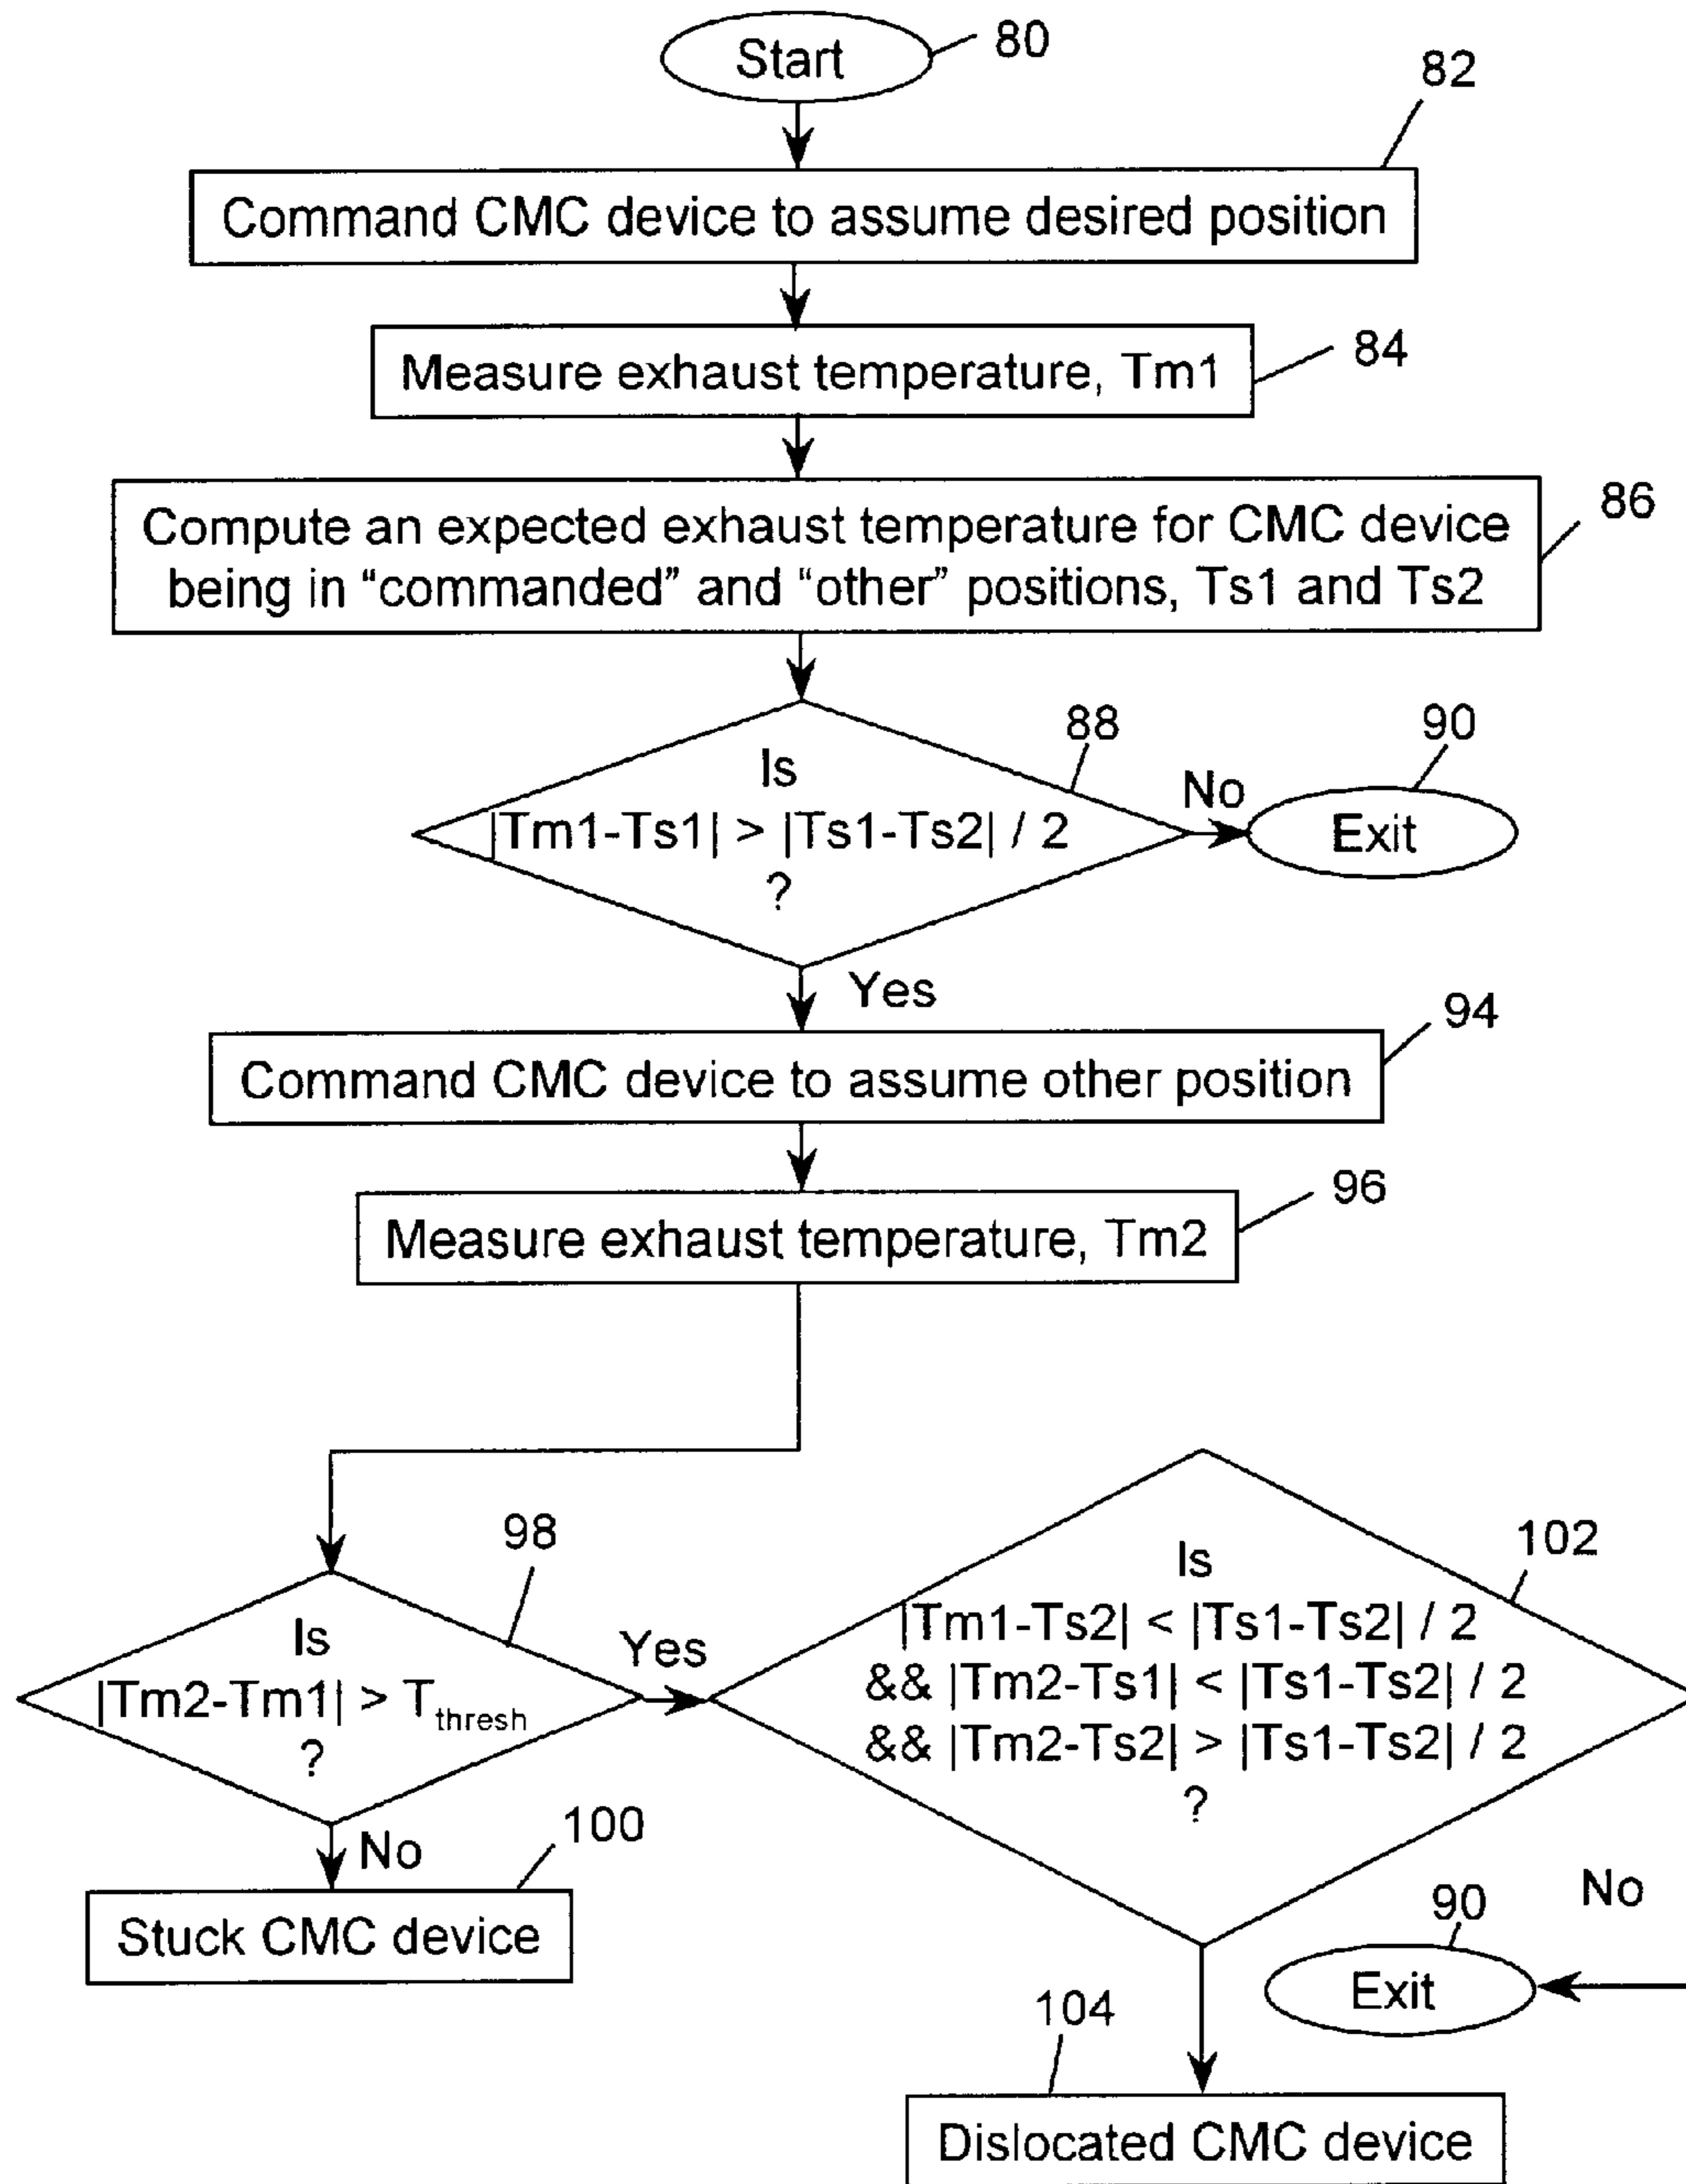 Start
80
82
Command CMC device to assume desired position
Measure exhaust temperature, Tm1
84
Compute an expected exhaust temperature for CMC device
being in “commanded” and “other” positions, Ts1 and Ts2
86
88
Is
|Tm1-Ts1| > |Ts1-Ts2| / 2
?
No
90
Exit
Yes
94
Command CMC device to assume other position
96
Measure exhaust temperature, Tm2
98
Is
|Tm2-Tm1| > Tthresh
?
Yes
No
100
Stuck CMC device
102
Is
|Tm1-Ts2| < |Ts1-Ts2| / 2
&& |Tm2-Ts1| < |Ts1-Ts2| / 2
&& |Tm2-Ts2| > |Ts1-Ts2| / 2
?
No
90
Exit
104
Dislocated CMC device